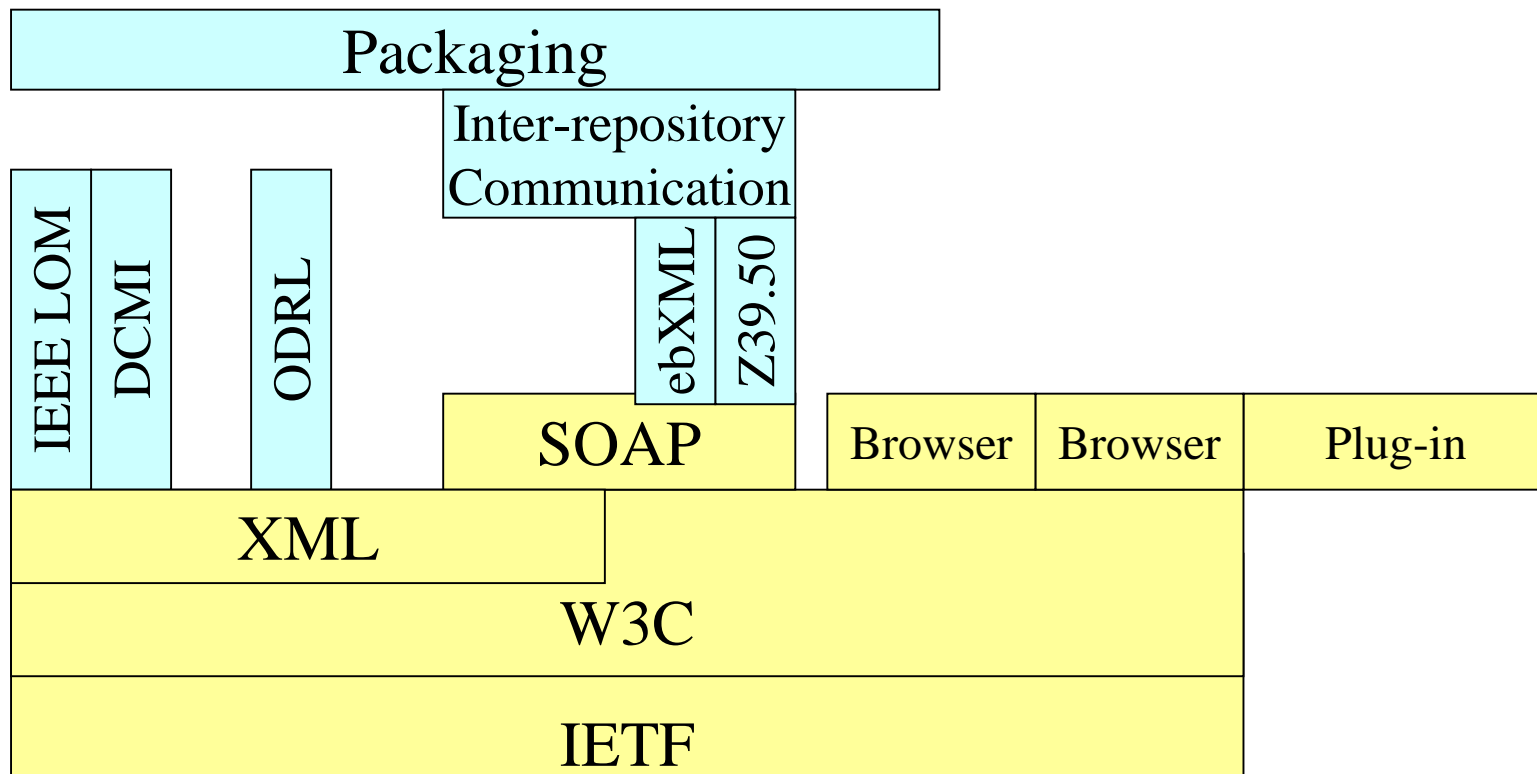 Packaging
Inter-repository
Communication
IEEE LOM
DCMI
ODRL
ebXML
Z39.50
SOAP
Browser
Browser
Plug-in
XML
W3C
IETF